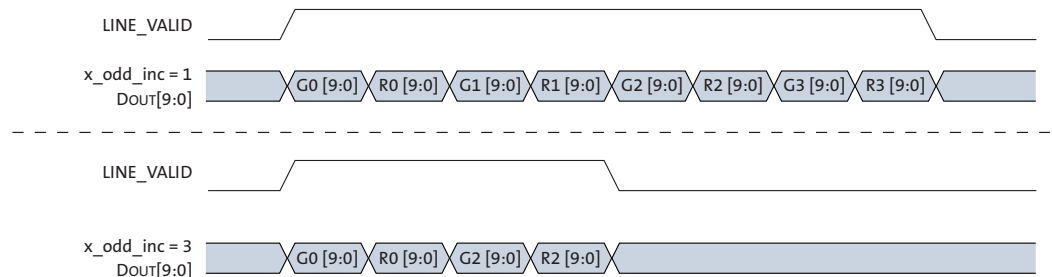 LINE_VALID
x_odd_inc = 1
DOUT[9:0]
G0 [9:0] R0 [9:0] G1 [9:0] R1 [9:0] G2 [9:0] R2 [9:0] G3 [9:0] R3 [9:0]
LINE_VALID
x_odd_inc = 3
DOUT[9:0]
G0 [9:0] R0 [9:0] G2 [9:0] R2 [9:0]